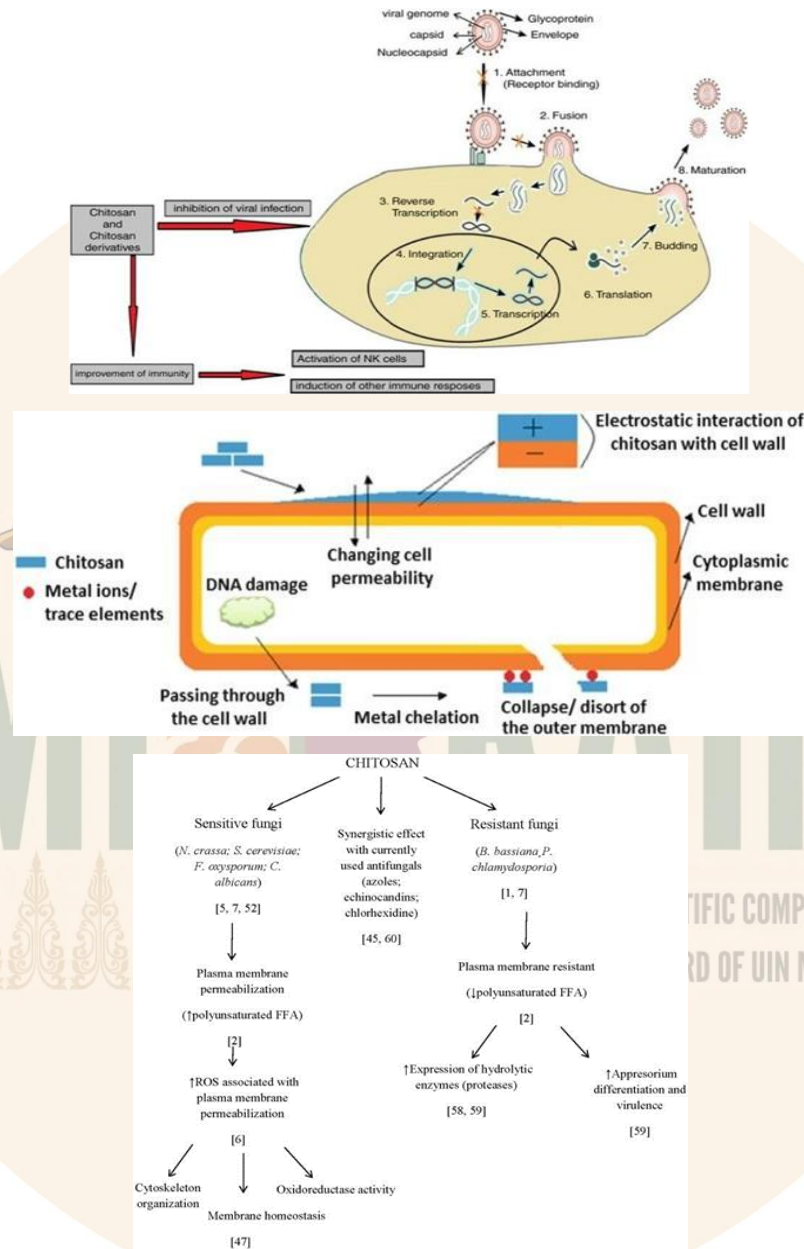 viral genome
Glycoprotein
capsid
Envelope
Nucleocapsid
1. Attachment
(Receptor binding)
2. Fusion
8. Maturation
3. Reverse
Transcription
Chitosan
and
Chitosan
derivatives
inhibition of viral infection
7. Budding
4. Integration
6. Translation
5. Transcription
Activation of NK cells
improvement of immunity
induction of other immune resposes
+
Electrostatic interaction of
chitosan with cell wall
−
Cell wall
Chitosan
Changing cell
permeability
Cytoplasmic
membrane
Metal ions/
trace elements
DNA damage
Passing through
the cell wall
Metal chelation
Collapse/ disort of
the outer membrane
CHITOSAN
Sensitive fungi
(N. crassa; S. cerevisiae;
F. oxysporum; C.
albicans)
[5, 7, 52]
Plasma membrane
permeabilization
(↑polyunsaturated FFA)
[2]
↑ROS associated with
plasma membrane
permeabilization
[6]
Cytoskeleton
organization
Membrane homeostasis
[47]
Oxidoreductase activity
Synergistic effect
with currently
used antifungals
(azoles;
echinocandins;
chlorhexidine)
[45, 60]
Resistant fungi
(B. bassiana, P.
chlamydosporia)
[1, 7]
Plasma membrane resistant
(↓polyunsaturated FFA)
[2]
↑Expression of hydrolytic
enzymes (proteases)
[58, 59]
↑Appresorium
differentiation and
virulence
[59]
TIFIC COMP
RD OF UIN M